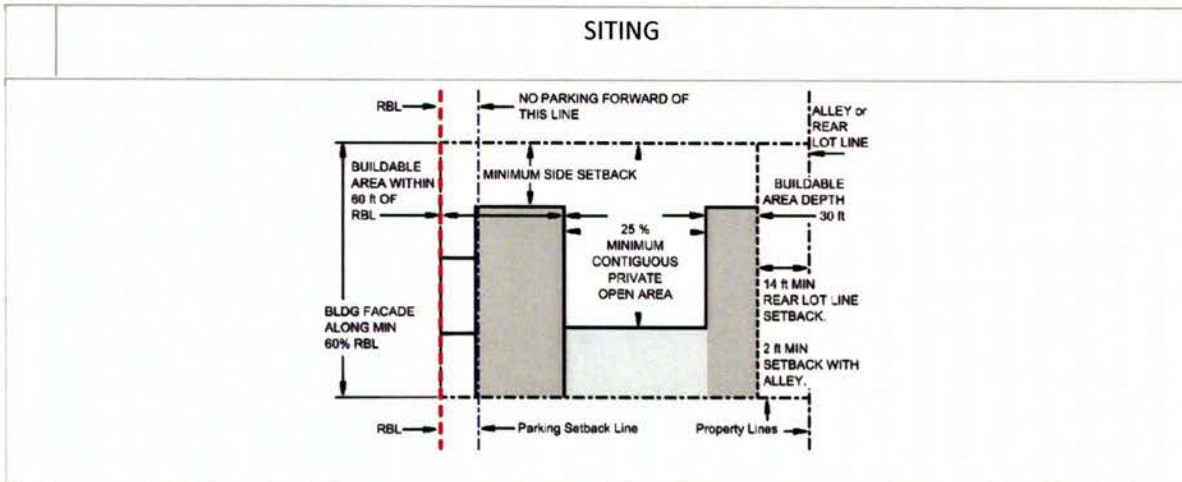 SITING
RBL
NO PARKING FORWARD OF
THIS LINE
ALLEY or
REAR
LOT LINE
BUILDABLE
AREA WITHIN
60 ft OF
RBL
MINIMUM SIDE SETBACK
BUILDABLE
AREA DEPTH
30 ft
25 %
MINIMUM
CONTIGUOUS
PRIVATE
OPEN AREA
BLDG FACADE
ALONG MIN
60% RBL
14 ft MIN
REAR LOT LINE
SETBACK.
2 ft MIN
SETBACK WITH
ALLEY.
RBL
Parking Setback Line
Property Lines